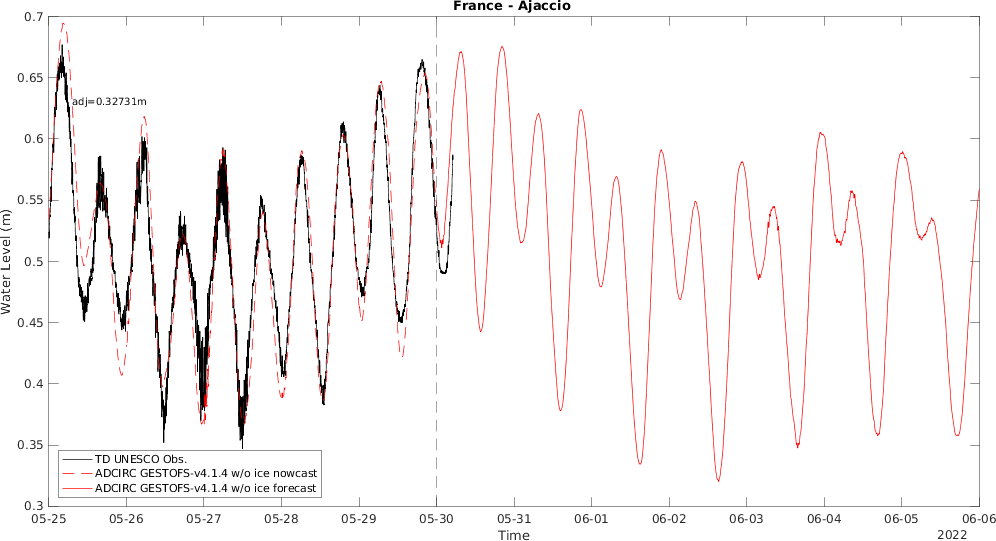 France - Ajaccio
0.7
0.65
0.6
0.55
0.5
0.45
0.4
0.35
0.3
Water Level (m)
adj=0.32731m
TD UNESCO Obs.
ADCIRC GESTOFS-v4.1.4 w/o ice nowcast
ADCIRC GESTOFS-v4.1.4 w/o ice forecast
05-25 05-26 05-27 05-28 05-29 05-30 05-31 06-01 06-02 06-03 06-04 06-05 06-06
Time
2022